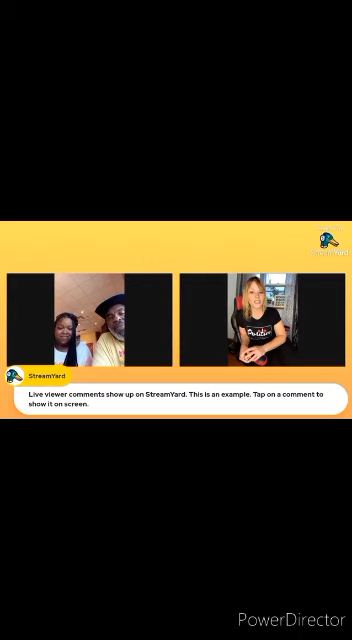 StreamYard
StreamYard
Live viewer comments show up on StreamYard. This is an example. Tap on a comment to
show it on screen.
PowerDirector